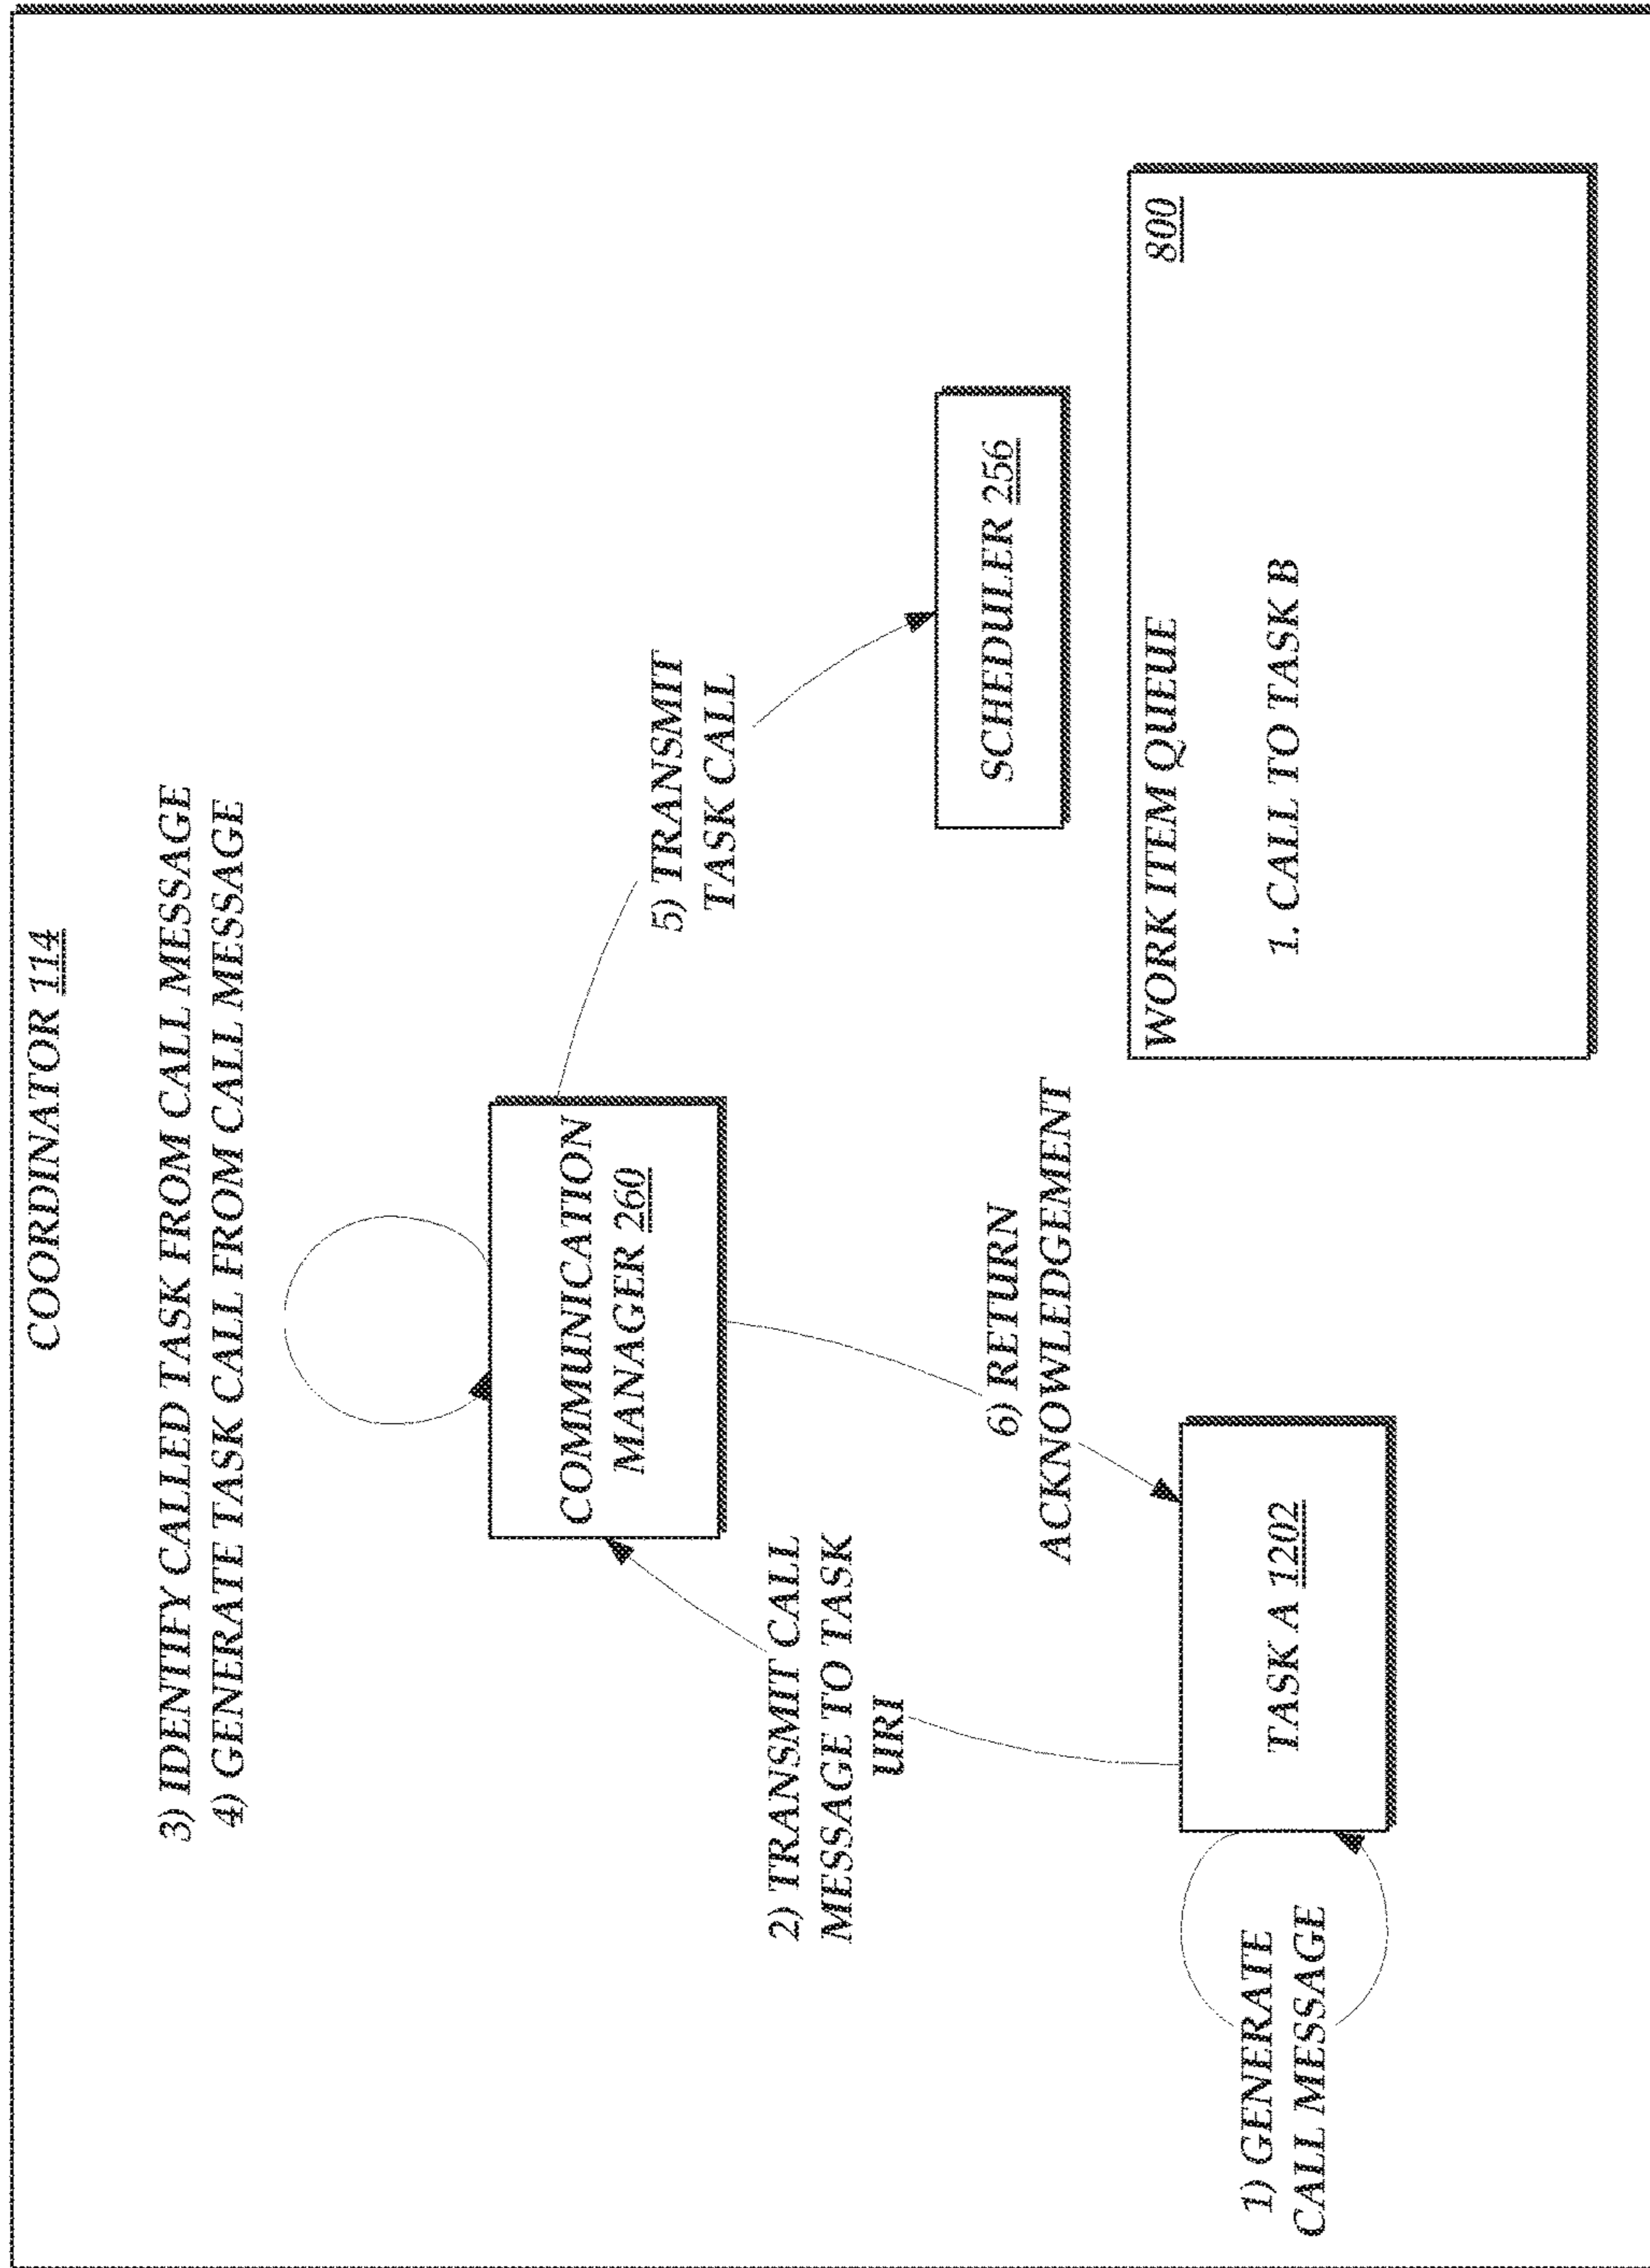 COORDINATOR 114
3) IDENTIFY CALLED TASK FROM CALL MESSAGE
4) GENERATE TASK CALL FROM CALL MESSAGE
COMMUNICATION
MANAGER 260
5) TRANSMIT
TASK CALL
2) TRANSMIT CALL
MESSAGE TO TASK
URI
6) RETURN
ACKNOWLEDGEMENT
SCHEDULER 256
1) GENERATE
CALL MESSAGE
TASK A 1202
WORK ITEM QUEUE 800
1. CALL TO TASK B